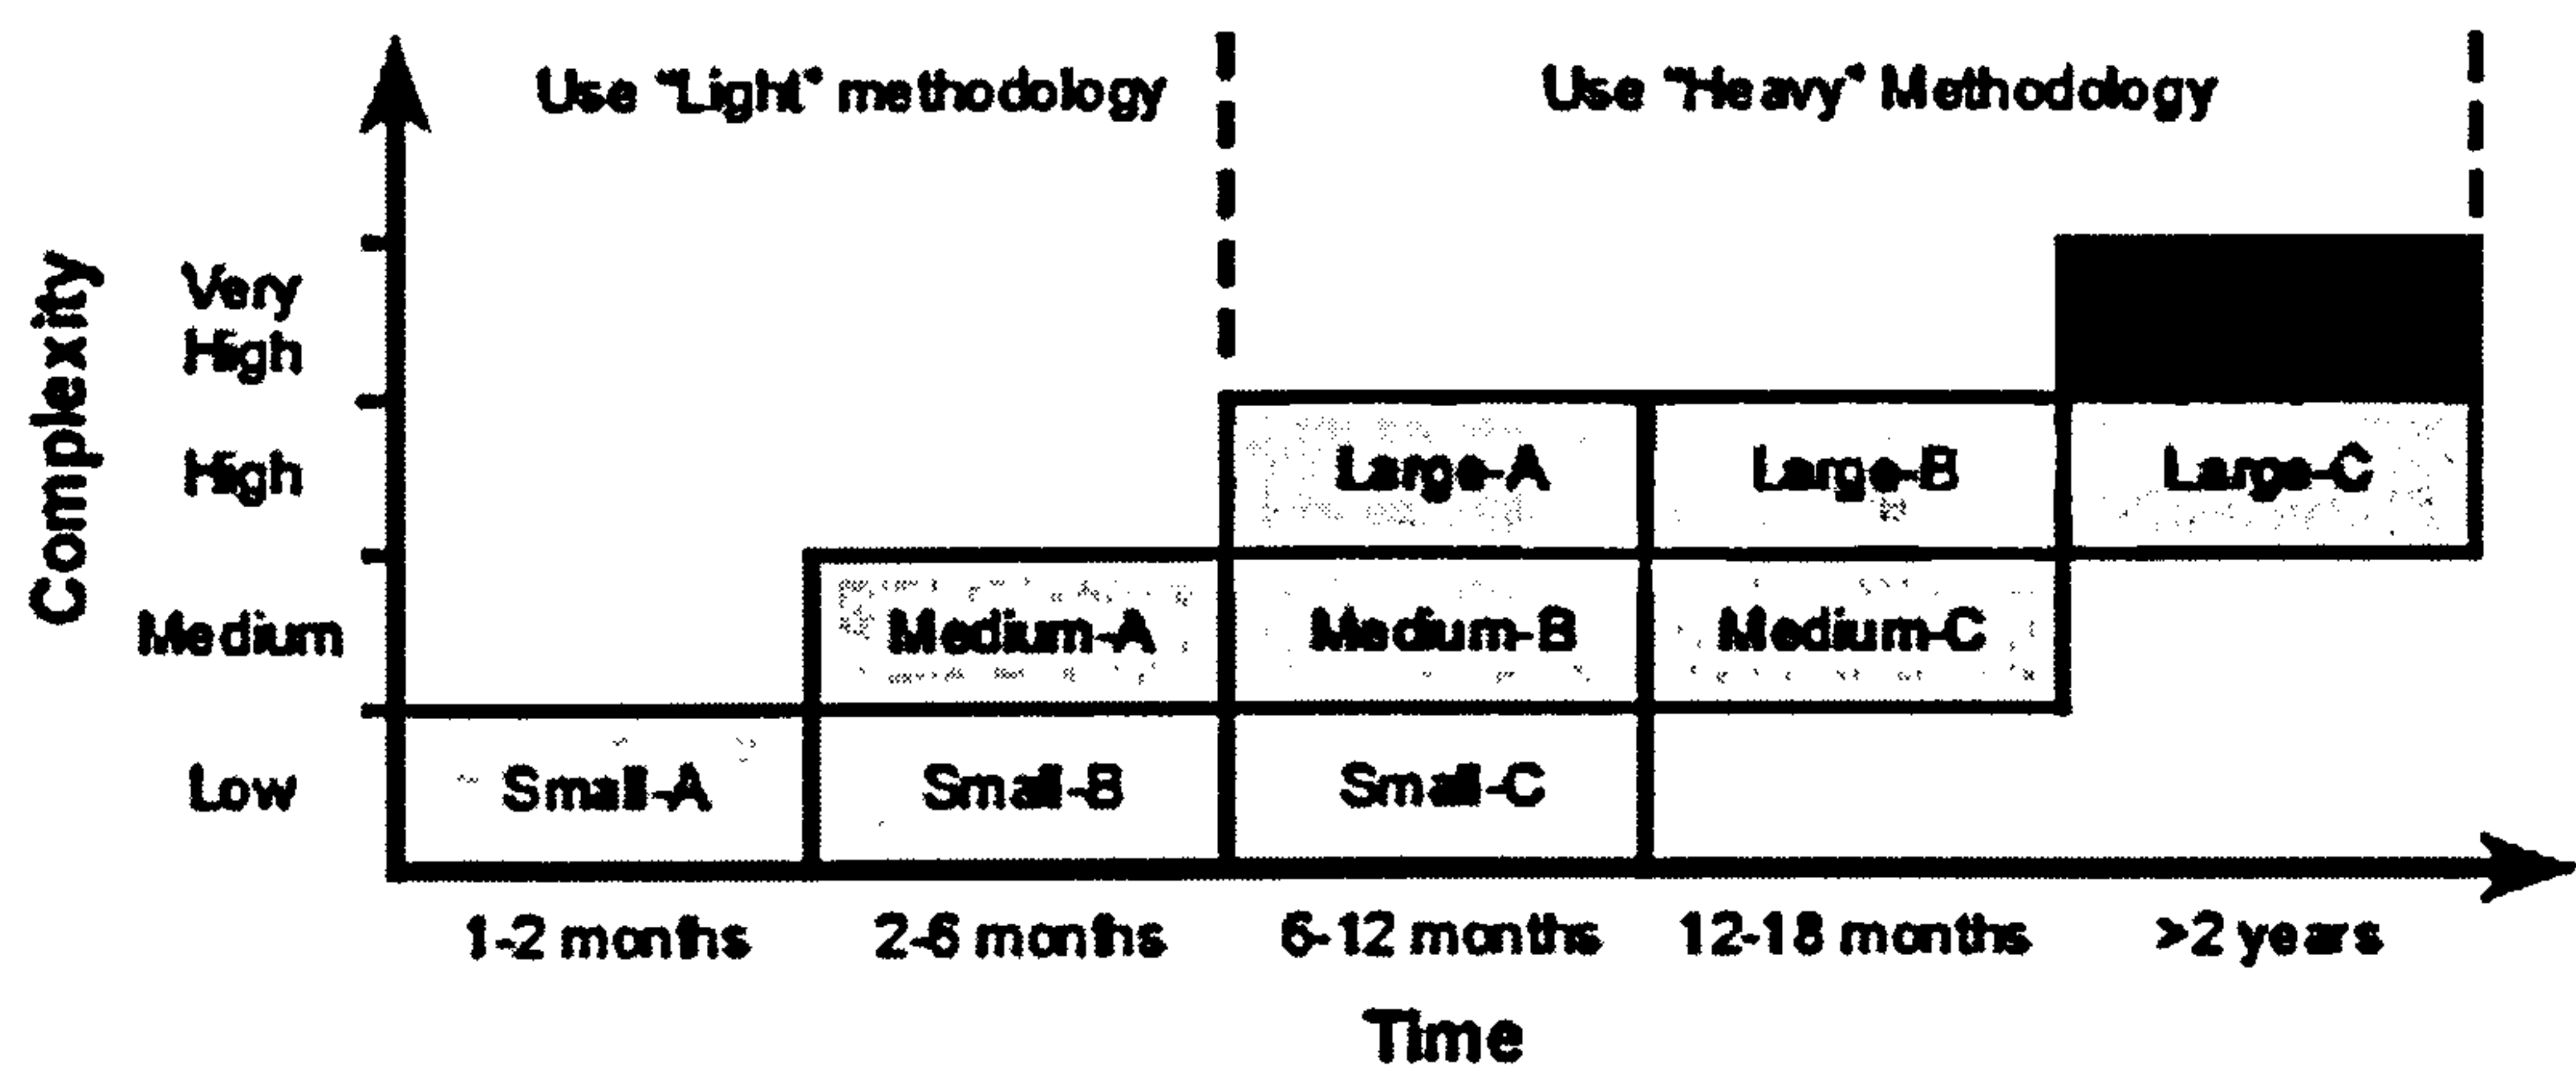 Use "Light" methodology
Use "Heavy" Methodology
Complexity
Very
High
High
Large-A
Large-B
Large-C
Medium
Medium-A
Medium-B
Medium-C
Low
Small-A
Small-B
Small-C
1-2 months
2-6 months
6-12 months
12-18 months
>2 years
Time